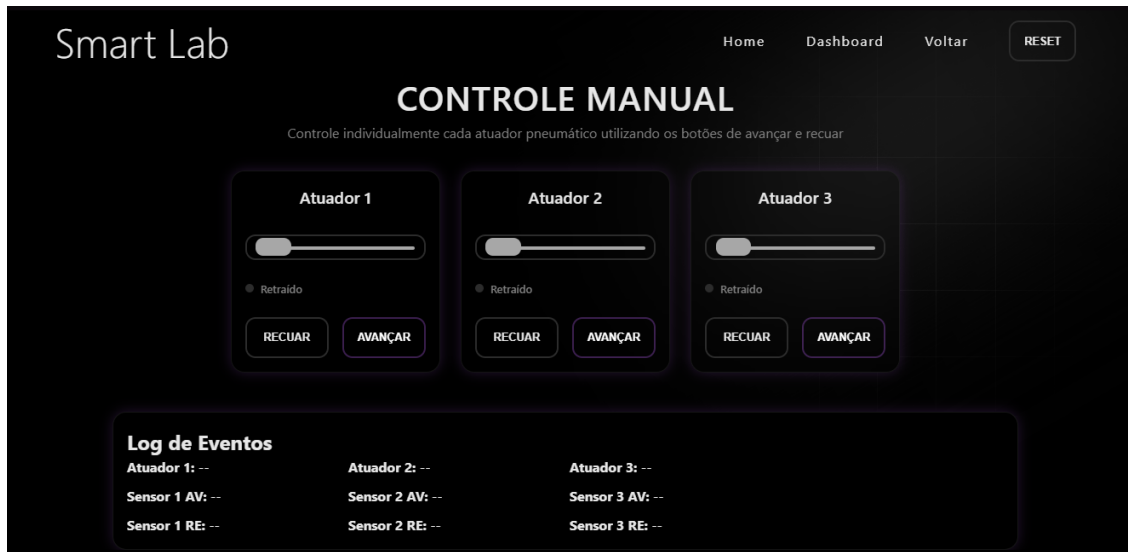 Smart Lab
Home Dashboard Voltar RESET
CONTROLE MANUAL
Controle individualmente cada atuador pneumático utilizando os botões de avançar e recuar
Atuador 1 Atuador 2 Atuador 3
Retraído Retraído Retraído
RECUAR AVANÇAR RECUAR AVANÇAR RECUAR AVANÇAR
Log de Eventos
Atuador 1: -- Atuador 2: -- Atuador 3: --
Sensor 1 AV: -- Sensor 2 AV: -- Sensor 3 AV: --
Sensor 1 RE: -- Sensor 2 RE: -- Sensor 3 RE: --